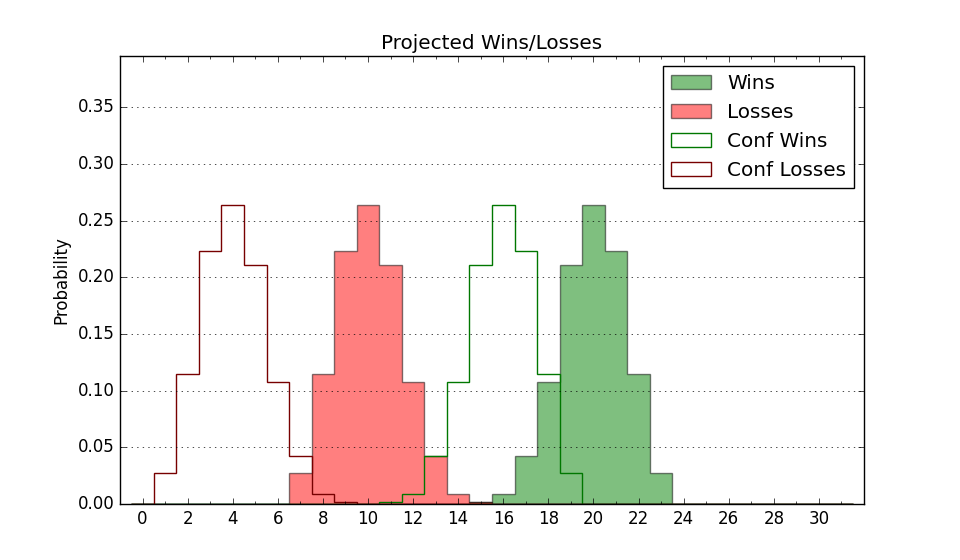 Projected Wins/Losses
Wins
Losses
Conf Wins
Conf Losses
Probability
0.35
0.30
0.25
0.20
0.15
0.10
0.05
0.00
0 2 4 6 8 10 12 14 16 18 20 22 24 26 28 30